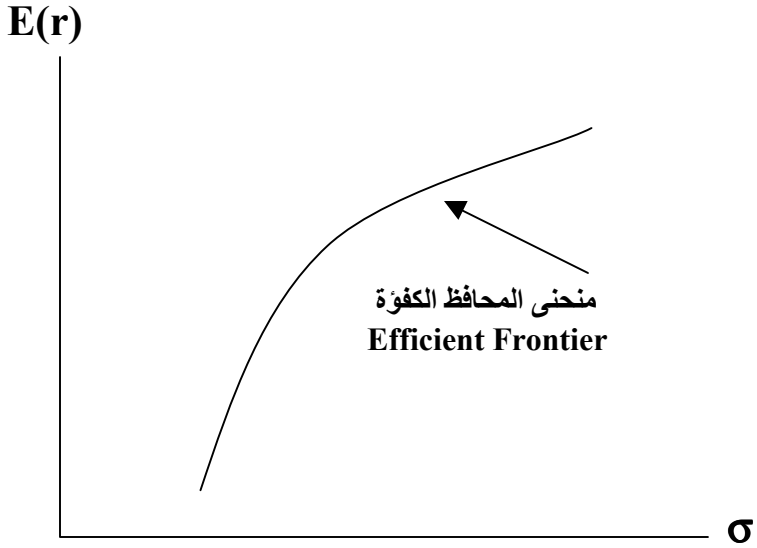 E(r)
منحنى المحافظ الكفؤة
Efficient Frontier
σ